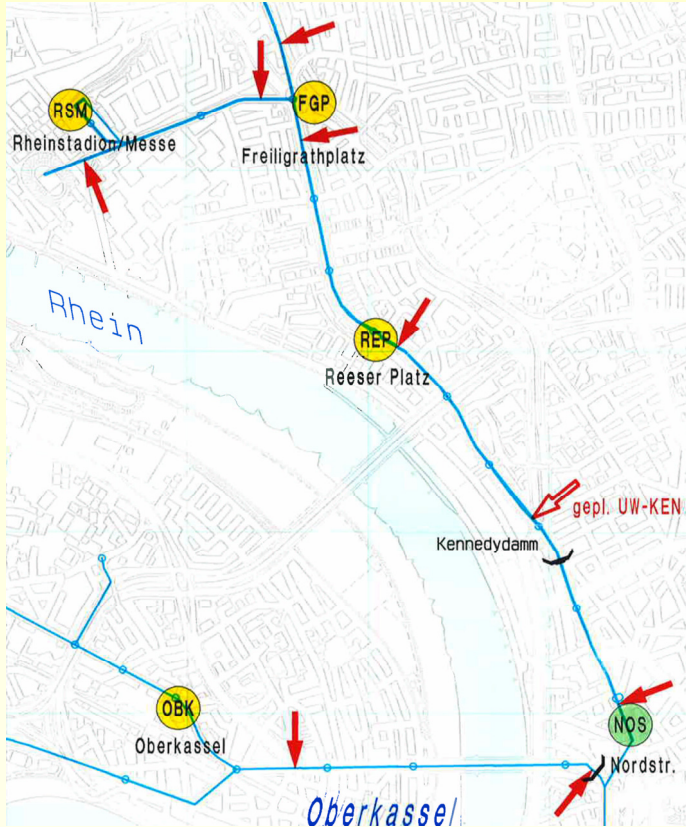 RSM
FGP
Rheinstadion/Messe
Freiligrathplatz
Rhein
REP
Reeser Platz
gepl. UW-KEN
Kennedydamm
OBK
NOS
Oberkassel
Nordstr.
Oberkassel